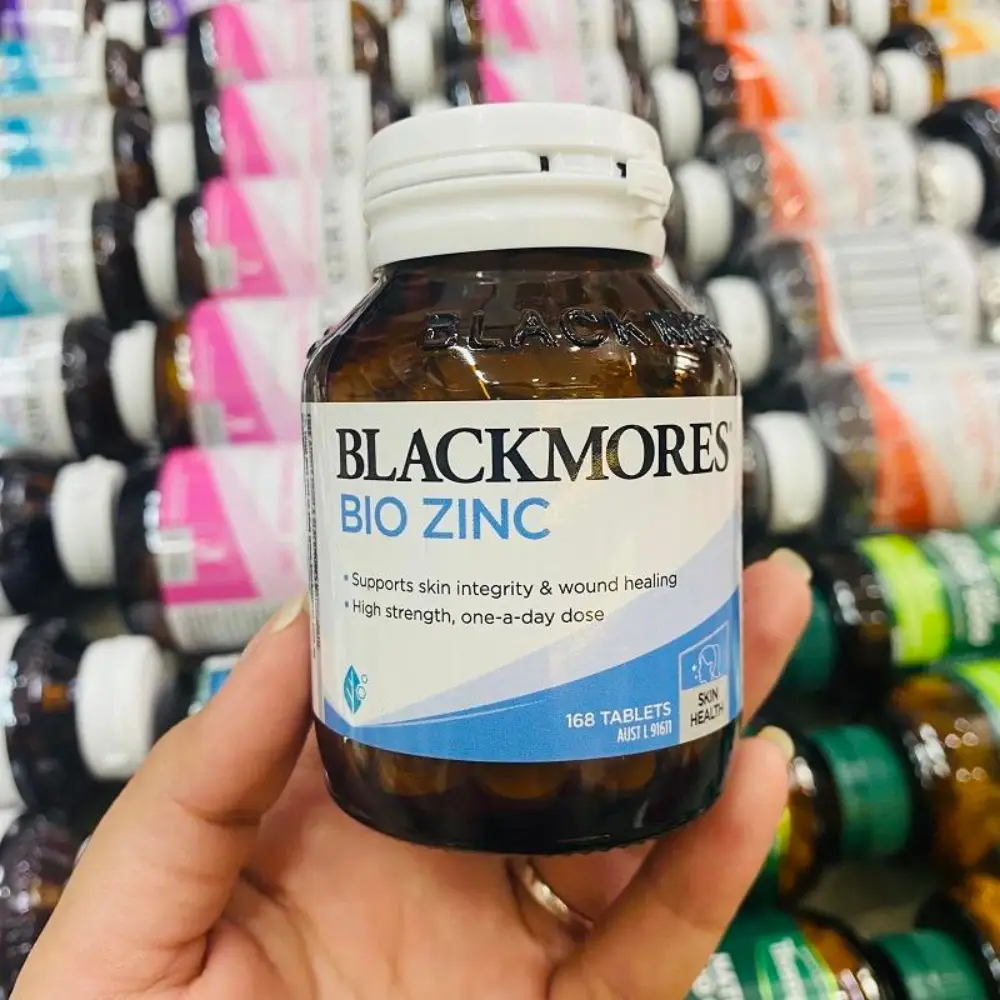 BLACKMORES
BLACKMORES®
BIO ZINC
• Supports skin integrity & wound healing
• High strength, one-a-day dose
168 TABLETS
AUST L 91611
SKIN
HEALTH